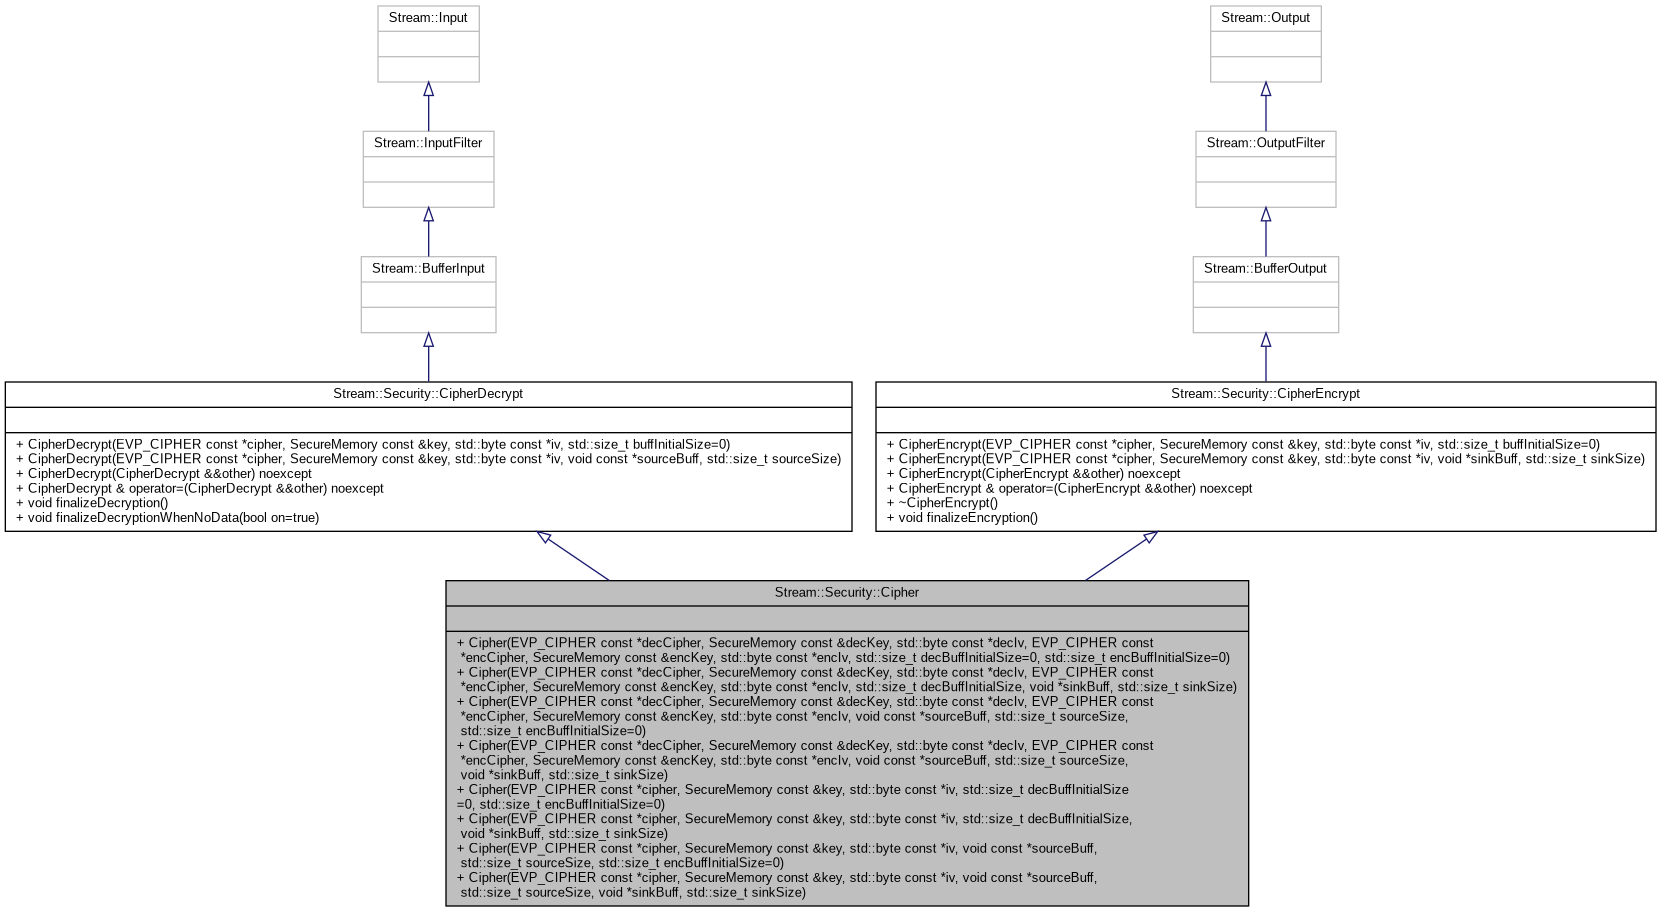 Stream::Input
Stream::Output
Stream::InputFilter
Stream::OutputFilter
Stream::BufferInput
Stream::BufferOutput
Stream::Security::CipherDecrypt
+ CipherDecrypt(EVP_CIPHER const *cipher, SecureMemory const &key, std::byte const *iv, std::size_t buffInitialSize=0)
+ CipherDecrypt(EVP_CIPHER const *cipher, SecureMemory const &key, std::byte const *iv, void const *sourceBuff, std::size_t sourceSize)
+ CipherDecrypt(CipherDecrypt &&other) noexcept
+ CipherDecrypt & operator=(CipherDecrypt &&other) noexcept
+ void finalizeDecryption()
+ void finalizeDecryptionWhenNoData(bool on=true)
Stream::Security::CipherEncrypt
+ CipherEncrypt(EVP_CIPHER const *cipher, SecureMemory const &key, std::byte const *iv, std::size_t buffInitialSize=0)
+ CipherEncrypt(EVP_CIPHER const *cipher, SecureMemory const &key, std::byte const *iv, void *sinkBuff, std::size_t sinkSize)
+ CipherEncrypt(CipherEncrypt &&other) noexcept
+ CipherEncrypt & operator=(CipherEncrypt &&other) noexcept
+ ~CipherEncrypt()
+ void finalizeEncryption()
Stream::Security::Cipher
+ Cipher(EVP_CIPHER const *decCipher, SecureMemory const &decKey, std::byte const *decIv, EVP_CIPHER const
*encCipher, SecureMemory const &encKey, std::byte const *encIv, std::size_t decBuffInitialSize=0, std::size_t encBuffInitialSize=0)
+ Cipher(EVP_CIPHER const *decCipher, SecureMemory const &decKey, std::byte const *decIv, EVP_CIPHER const
*encCipher, SecureMemory const &encKey, std::byte const *encIv, std::size_t decBuffInitialSize, void *sinkBuff, std::size_t sinkSize)
+ Cipher(EVP_CIPHER const *decCipher, SecureMemory const &decKey, std::byte const *decIv, EVP_CIPHER const
*encCipher, SecureMemory const &encKey, std::byte const *encIv, void const *sourceBuff, std::size_t sourceSize,
std::size_t encBuffInitialSize=0)
+ Cipher(EVP_CIPHER const *decCipher, SecureMemory const &decKey, std::byte const *decIv, EVP_CIPHER const
*encCipher, SecureMemory const &encKey, std::byte const *encIv, void const *sourceBuff, std::size_t sourceSize,
void *sinkBuff, std::size_t sinkSize)
+ Cipher(EVP_CIPHER const *cipher, SecureMemory const &key, std::byte const *iv, std::size_t decBuffInitialSize
=0, std::size_t encBuffInitialSize=0)
+ Cipher(EVP_CIPHER const *cipher, SecureMemory const &key, std::byte const *iv, std::size_t decBuffInitialSize,
void *sinkBuff, std::size_t sinkSize)
+ Cipher(EVP_CIPHER const *cipher, SecureMemory const &key, std::byte const *iv, void const *sourceBuff,
std::size_t sourceSize, std::size_t encBuffInitialSize=0)
+ Cipher(EVP_CIPHER const *cipher, SecureMemory const &key, std::byte const *iv, void const *sourceBuff,
std::size_t sourceSize, void *sinkBuff, std::size_t sinkSize)